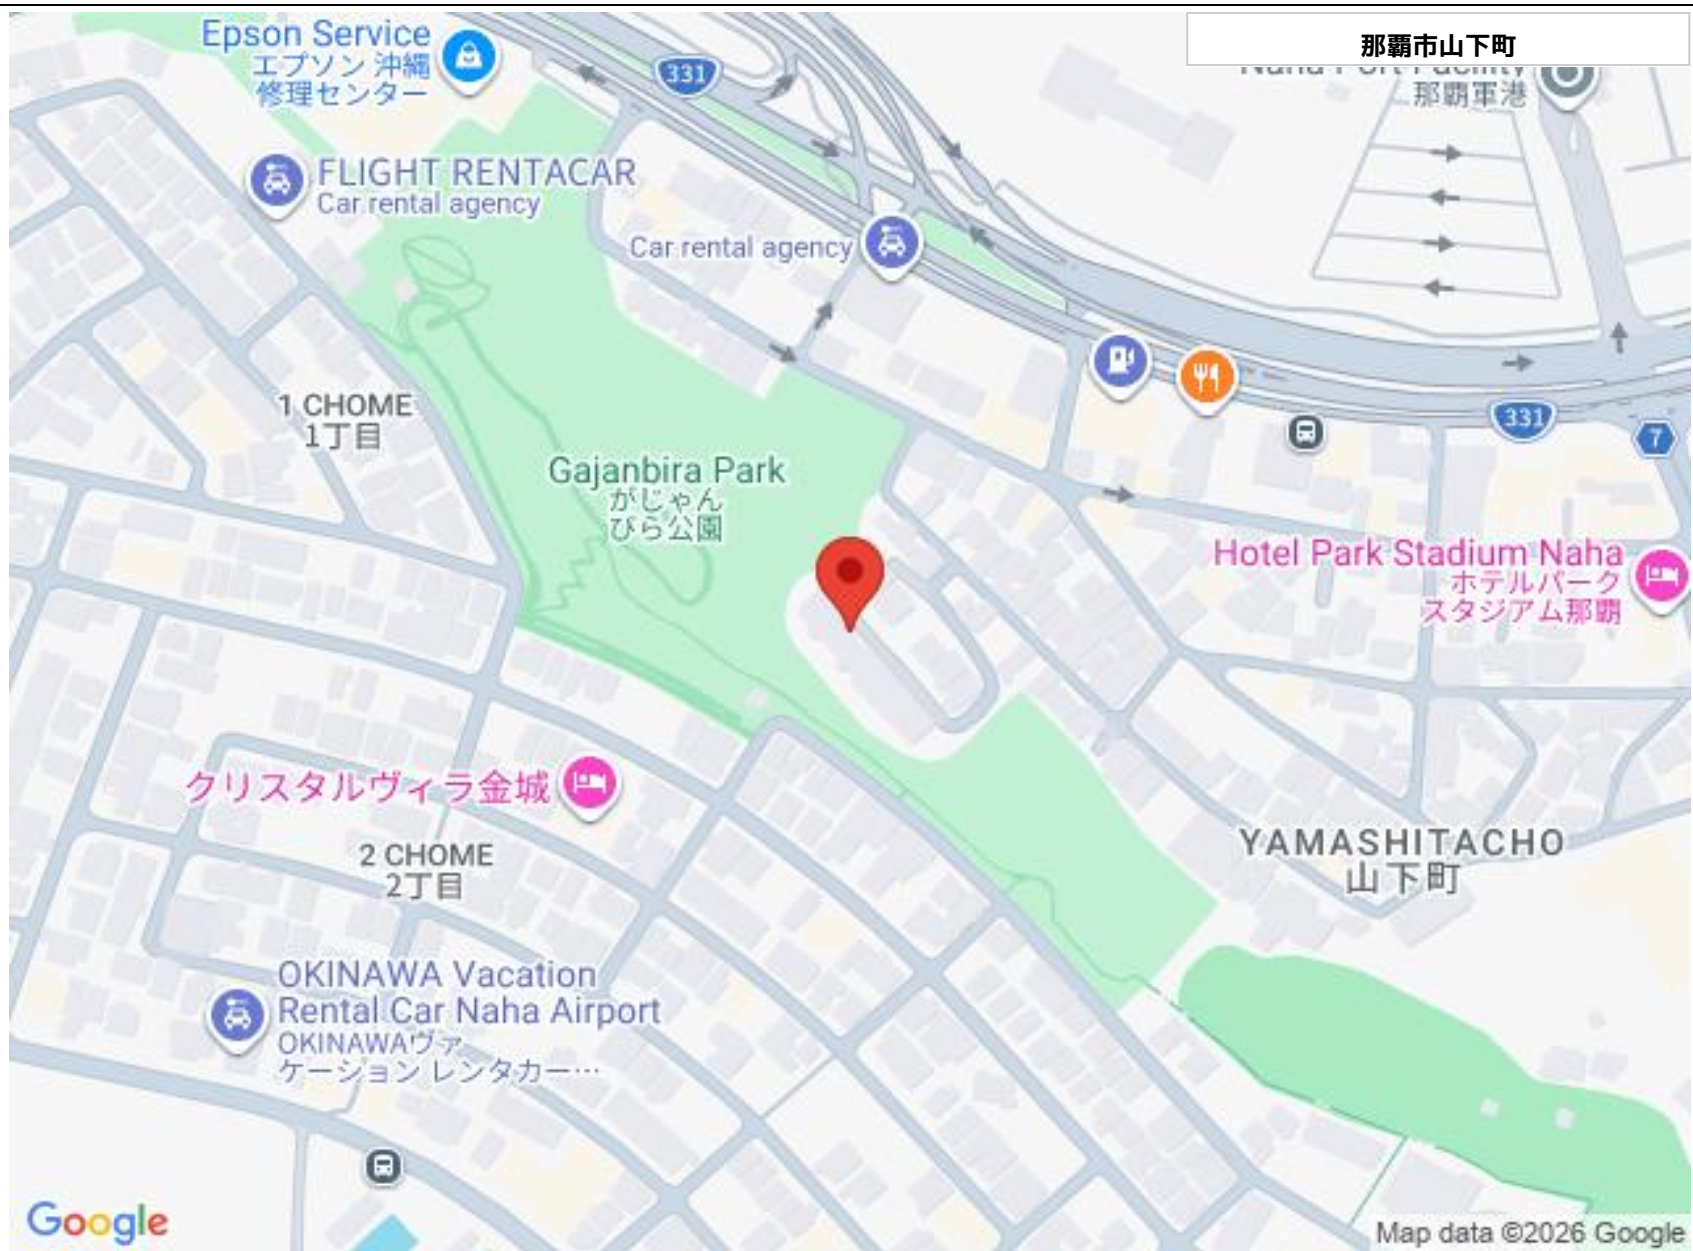 那覇市山下町
Epson Service
エプソン 沖縄
修理センター
331
Naha Port Facility
那覇軍港
FLIGHT RENTACAR
Car rental agency
Car rental agency
1 CHOME
1丁目
331
7
Gajanbira Park
がじゃん
びら公園
Hotel Park Stadium Naha
ホテルパーク
スタジアム那覇
クリスタルヴィラ金城
YAMASHITACHO
山下町
2 CHOME
2丁目
OKINAWA Vacation
Rental Car Naha Airport
OKINAWAヴァ
ケーション レンタカー…
Google
Map data ©2026 Google